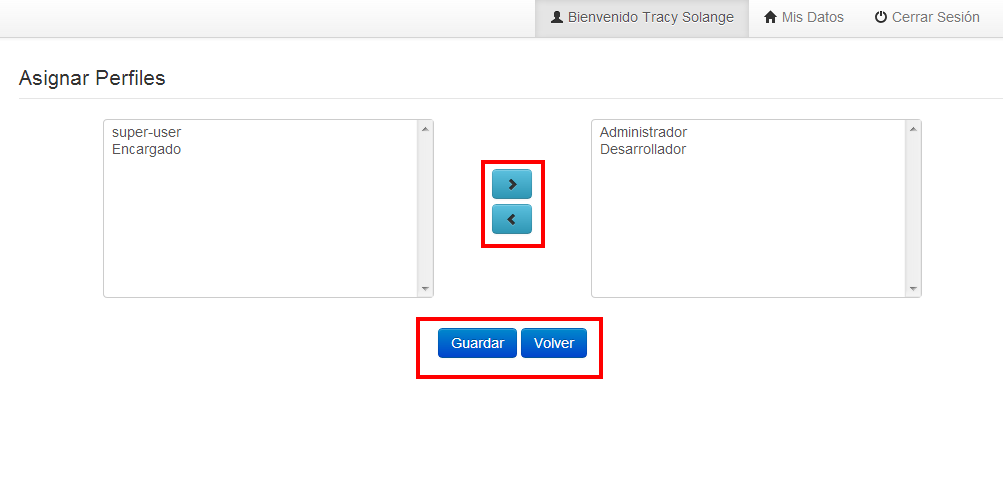 Bienvenido Tracy Solange Mis Datos Cerrar Sesión
Asignar Perfiles
super-user
Encargado
Administrador
Desarrollador
Guardar Volver